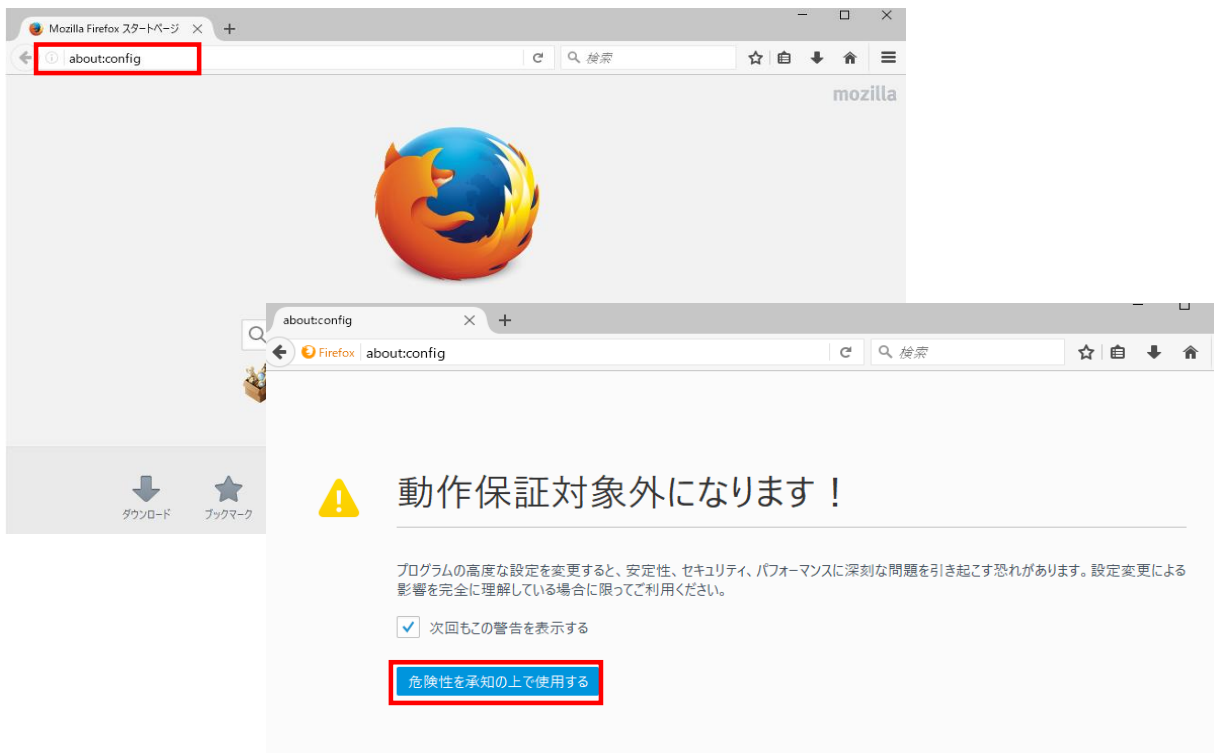 Mozilla Firefox スタートページ
about:config
検索
mozilla
ダウンロード
ブックマーク
about:config
Firefox
about:config
検索
動作保証対象外になります！
プログラムの高度な設定を変更すると、安定性、セキュリティ、パフォーマンスに深刻な問題を引き起こす恐れがあります。設定変更による
影響を完全に理解している場合に限ってご利用ください。
次回もこの警告を表示する
危険性を承知の上で使用する